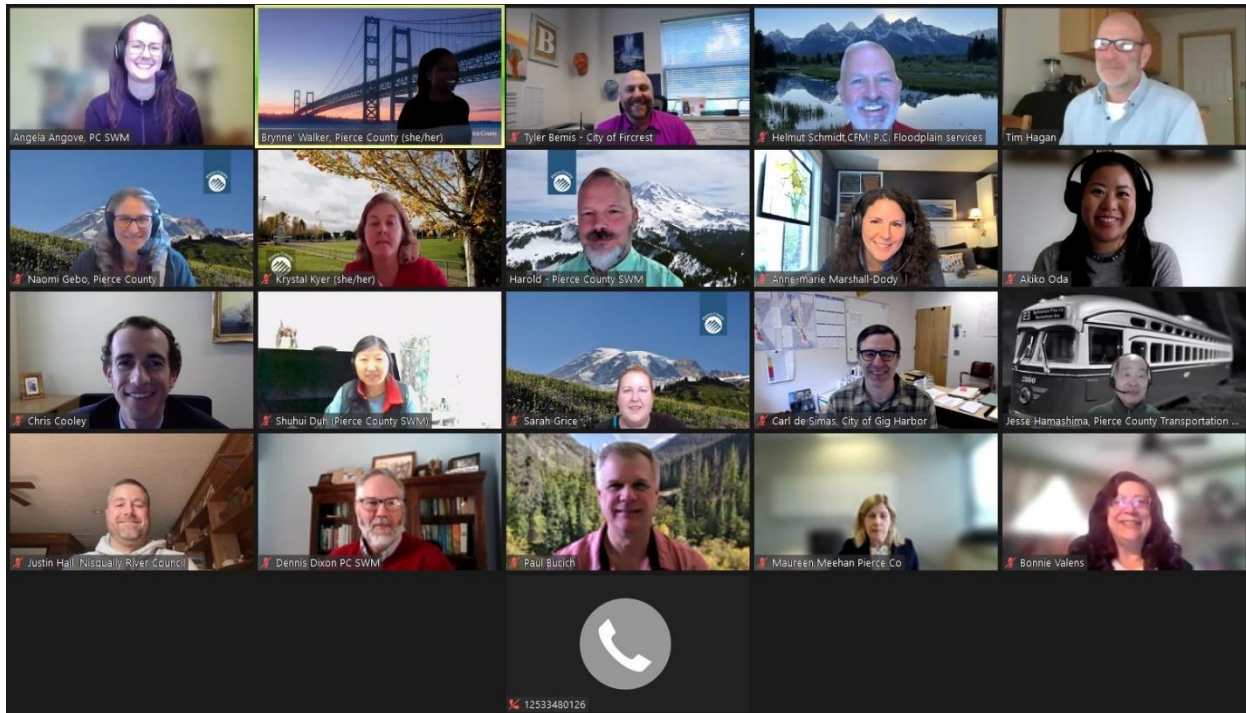 Angela Angove, PC SWM
Brynne' Walker, Pierce County (she/her)
Tyler Bemis - City of Fircrest
Helmut Schmidt,CFM; P.C. Floodplain services
Tim Hagan
Naomi Gebo, Pierce County
Krystal Kyer (she/her)
Harold - Pierce County SWM
Anne-marie Marshall-Dody
Akiko Oda
Chris Cooley
Shuhui Dun (Pierce County SWM)
Sarah Grice
Carl de Simas, City of Gig Harbor
23
2890
Jesse Hamashima, Pierce County Transportation ...
Justin Hall, Nisqually River Council
Dennis Dixon PC SWM
Paul Bucich
Maureen Meehan Pierce Co
Bonnie Valens
12533480126